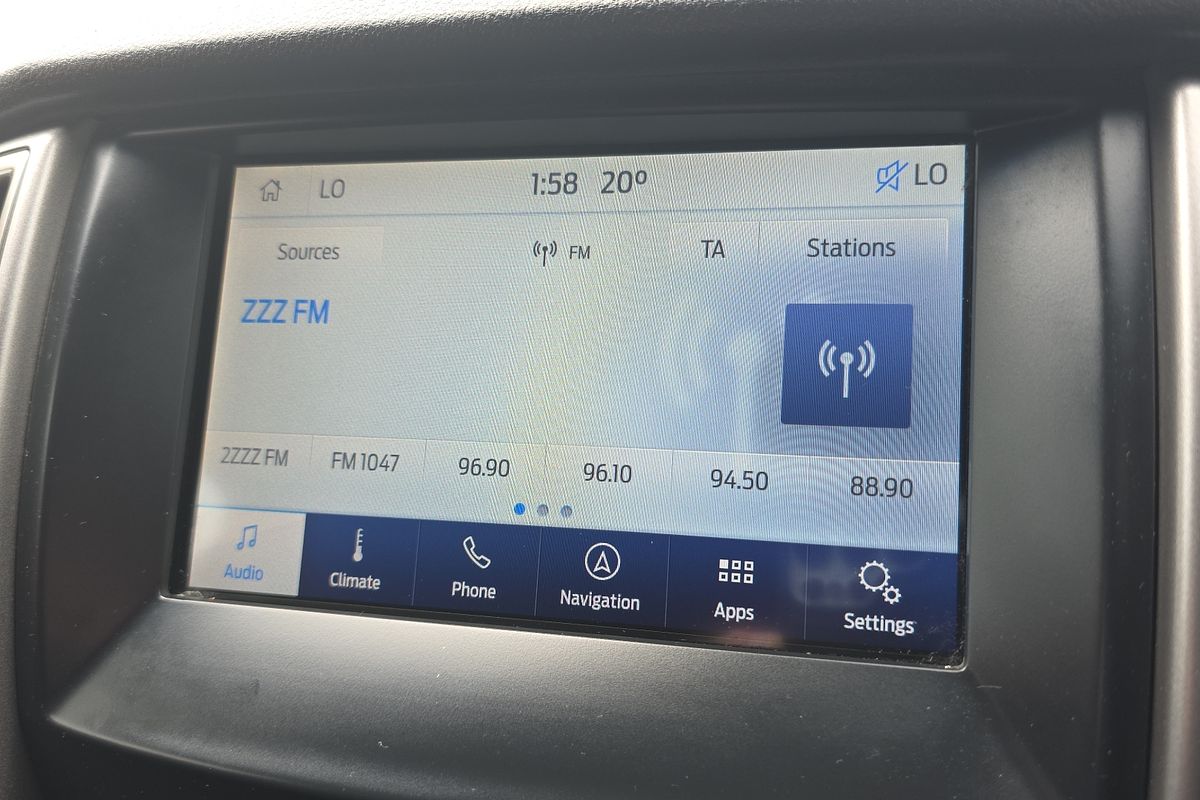 LO 1:58 20° LO
Sources FM TA Stations
ZZZ FM
2ZZZ FM FM 1047 96.90 96.10 94.50 88.90
Audio Climate Phone Navigation Apps Settings